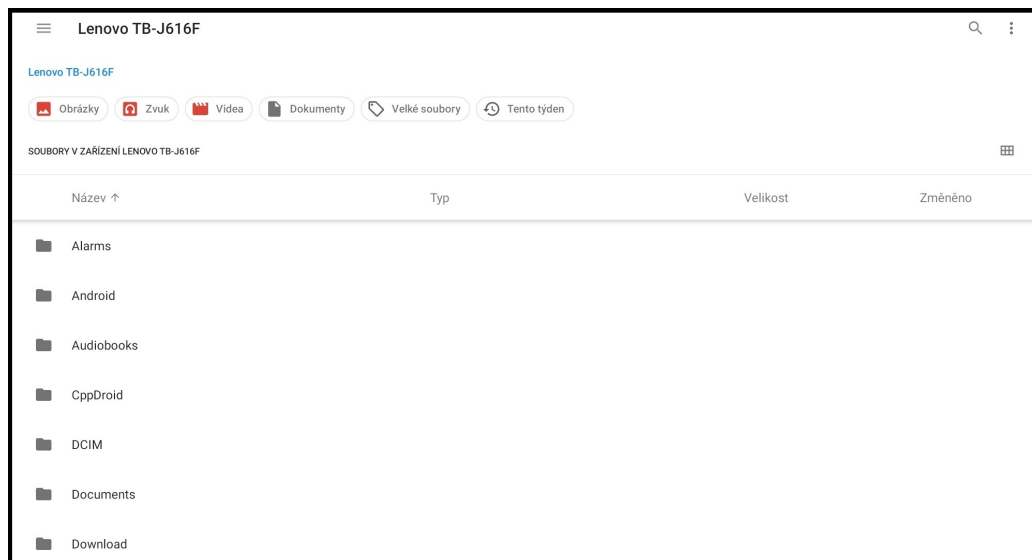 Lenovo TB-J616F
Lenovo TB-J616F
Obrázky Zvuk Videa Dokumenty Velké soubory Tento týden
SOUBORY V ZAŘÍZENÍ LENOVO TB-J616F
Název ↑ Typ Velikost Změněno
Alarms
Android
Audiobooks
CppDroid
DCIM
Documents
Download